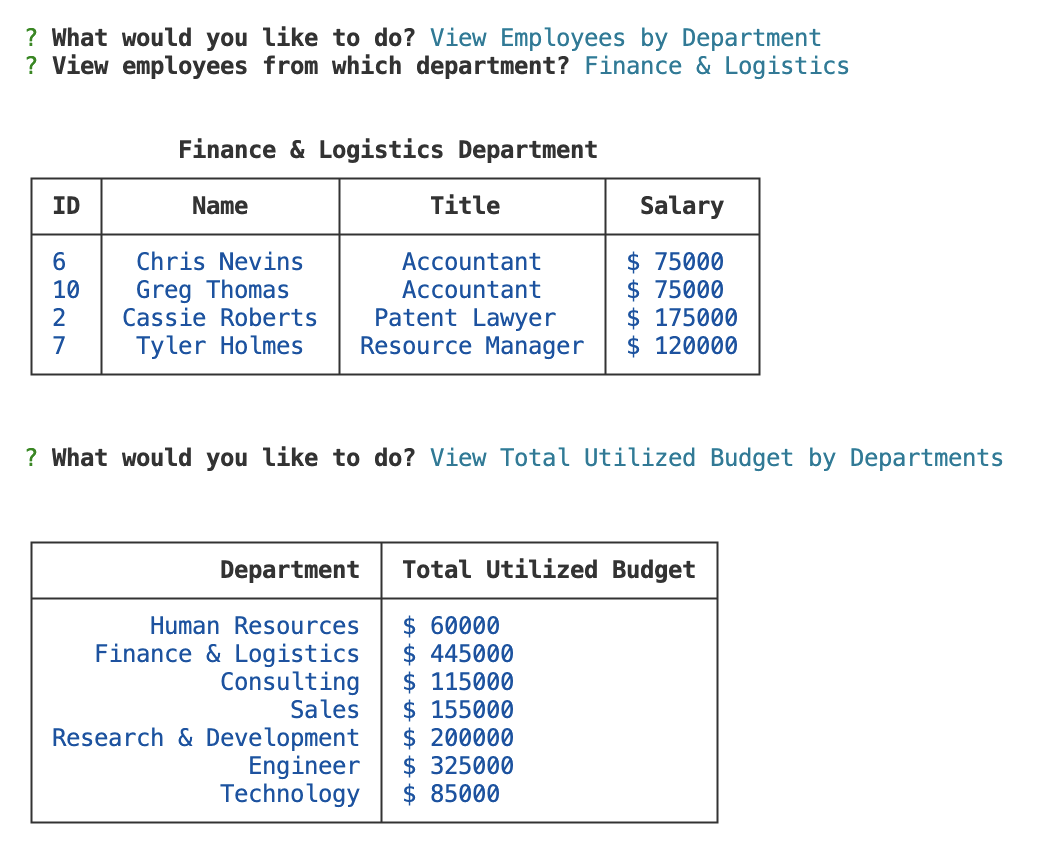 ? What would you like to do? View Employees by Department
? View employees from which department? Finance & Logistics
Finance & Logistics Department
ID Name Title Salary
6 Chris Nevins Accountant $ 75000
10 Greg Thomas Accountant $ 75000
2 Cassie Roberts Patent Lawyer $ 175000
7 Tyler Holmes Resource Manager $ 120000
? What would you like to do? View Total Utilized Budget by Departments
Department Total Utilized Budget
Human Resources $ 60000
Finance & Logistics $ 445000
Consulting $ 115000
Sales $ 155000
Research & Development $ 200000
Engineer $ 325000
Technology $ 85000